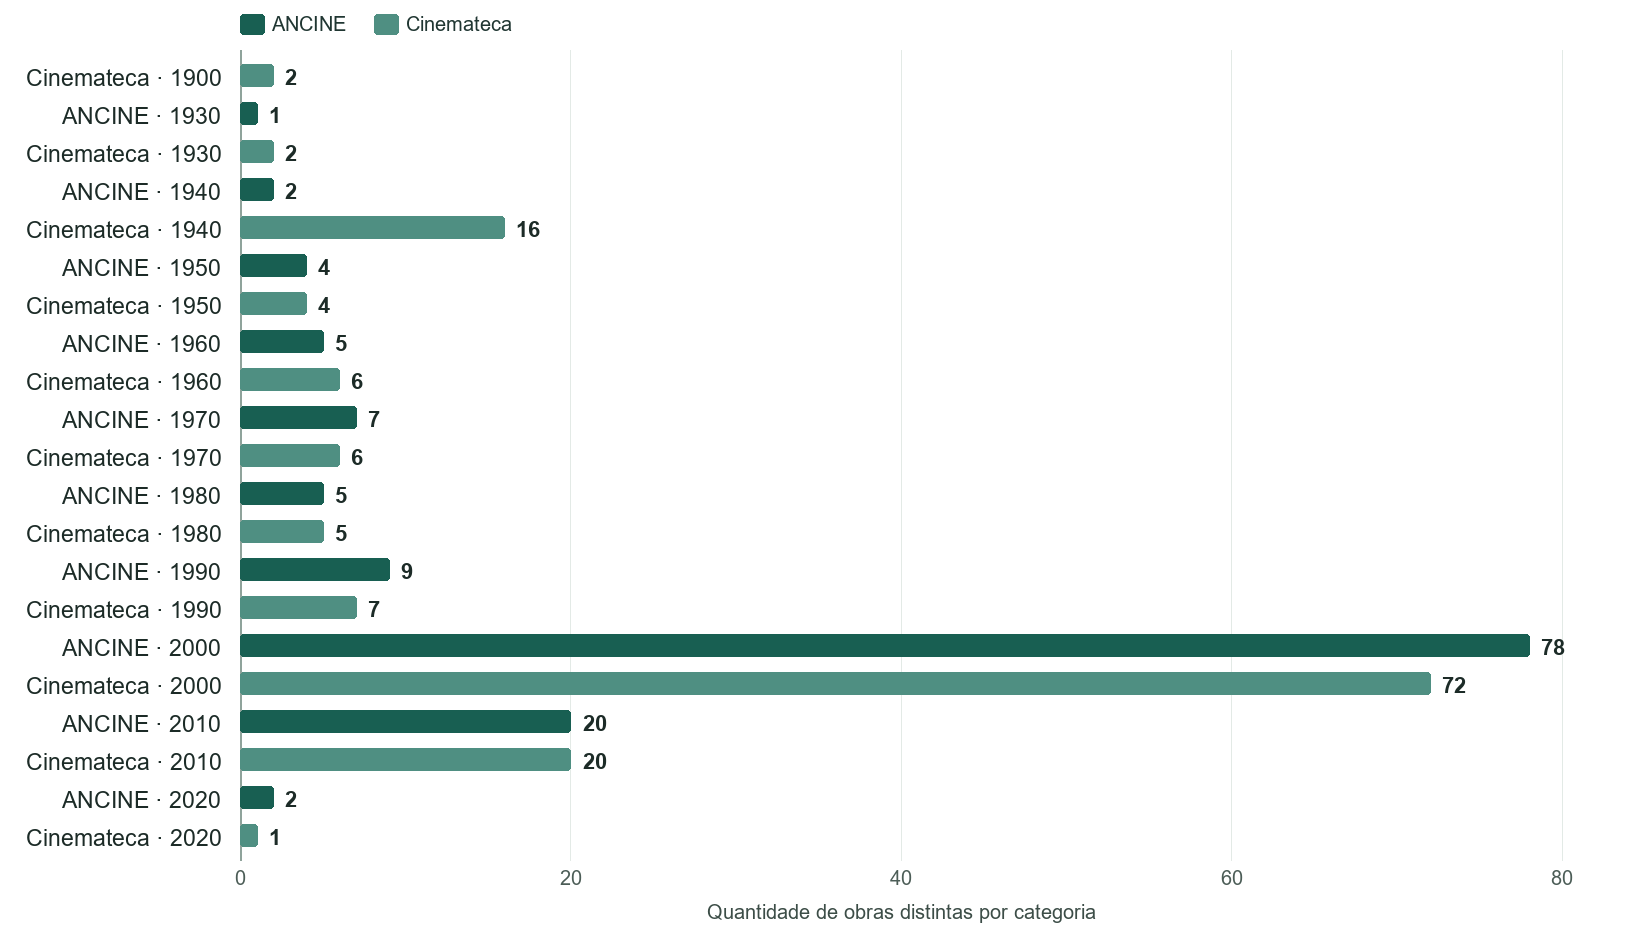 ANCINE Cinemateca
Cinemateca · 1900 2
ANCINE · 1930 1
Cinemateca · 1930 2
ANCINE · 1940 2
Cinemateca · 1940 16
ANCINE · 1950 4
Cinemateca · 1950 4
ANCINE · 1960 5
Cinemateca · 1960 6
ANCINE · 1970 7
Cinemateca · 1970 6
ANCINE · 1980 5
Cinemateca · 1980 5
ANCINE · 1990 9
Cinemateca · 1990 7
ANCINE · 2000 78
Cinemateca · 2000 72
ANCINE · 2010 20
Cinemateca · 2010 20
ANCINE · 2020 2
Cinemateca · 2020 1
0 20 40 60 80
Quantidade de obras distintas por categoria